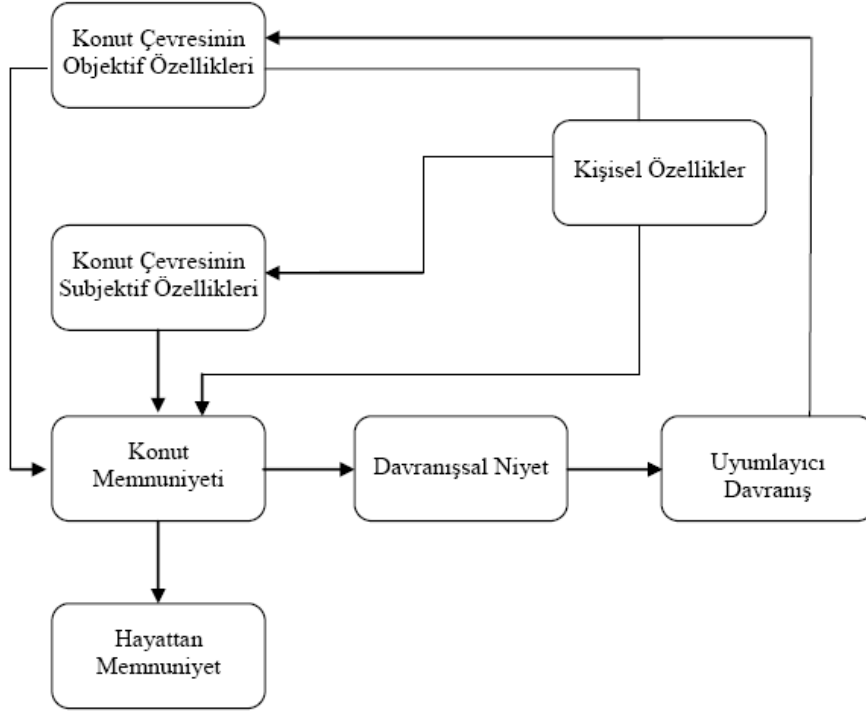 Konut Çevresinin
Objektif Özellikleri
Kişisel Özellikler
Konut Çevresinin
Subjektif Özellikleri
Konut
Memnuniyeti
Davranışsal Niyet
Uyumlayıcı
Davranış
Hayattan
Memnuniyet